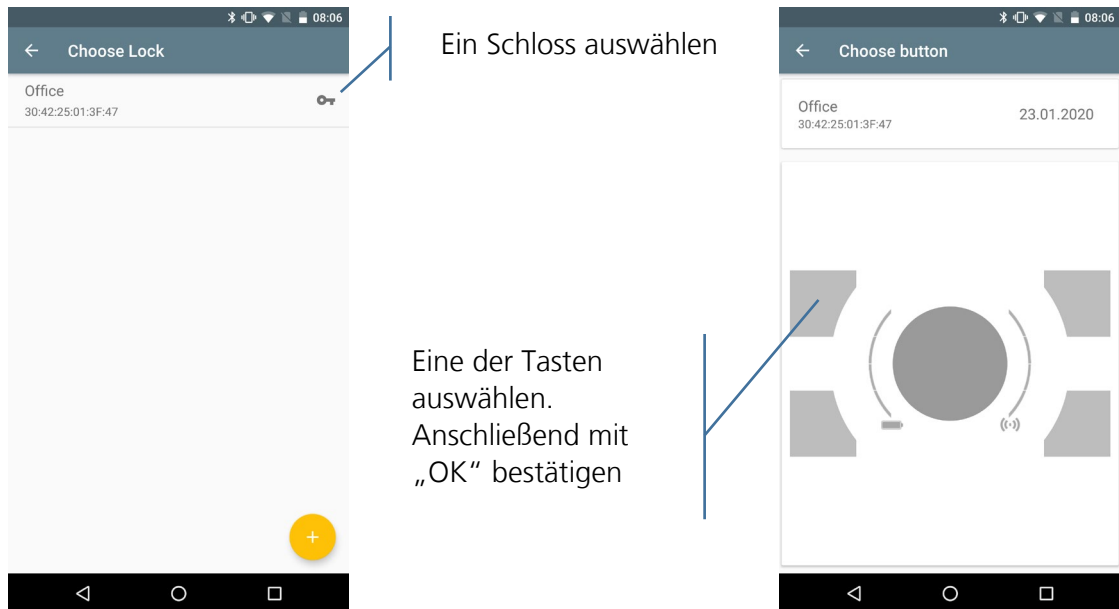 08:06
Choose Lock
Office
30:42:25:01:3F:47
Ein Schloss auswählen
Eine der Tasten
auswählen.
Anschließend mit
„OK“ bestätigen
08:06
Choose button
Office
30:42:25:01:3F:47
23.01.2020